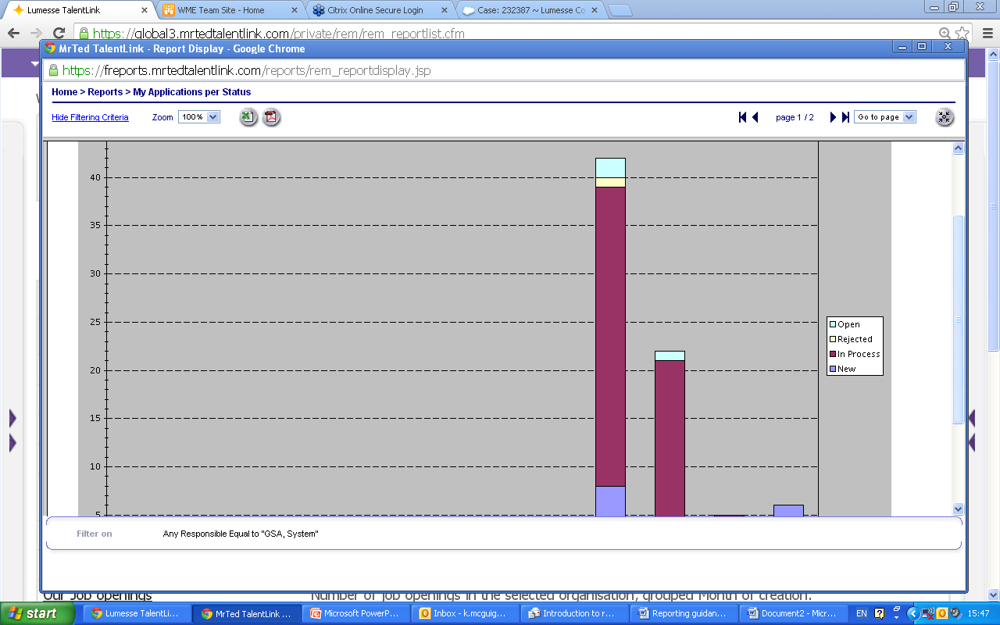 Lumesse TalentLink
WME Team Site - Home
Citrix Online Secure Login
Case: 232387 ~ Lumesse Co
https://global3.mrtedtalentlink.com/private/rem/rem_reportlist.cfm
MrTed TalentLink - Report Display - Google Chrome
https://freports.mrtedtalentlink.com/reports/rem_reportdisplay.jsp
Home > Reports > My Applications per Status
Hide Filtering Criteria Zoom 100% page 1 / 2 Go to page
40
35
30
25
20
15
10
5
Open
Rejected
In Process
New
Filter on Any Responsible Equal to "GSA, System"
Our Job openings Number of job openings in the selected organisation, grouped Month of creation.
start Lumesse TalentLi... MrTed TalentLink ... Microsoft PowerP... Inbox - k.mcguig... Introduction to r... Reporting guidan... Document2 - Micr... EN 15:47